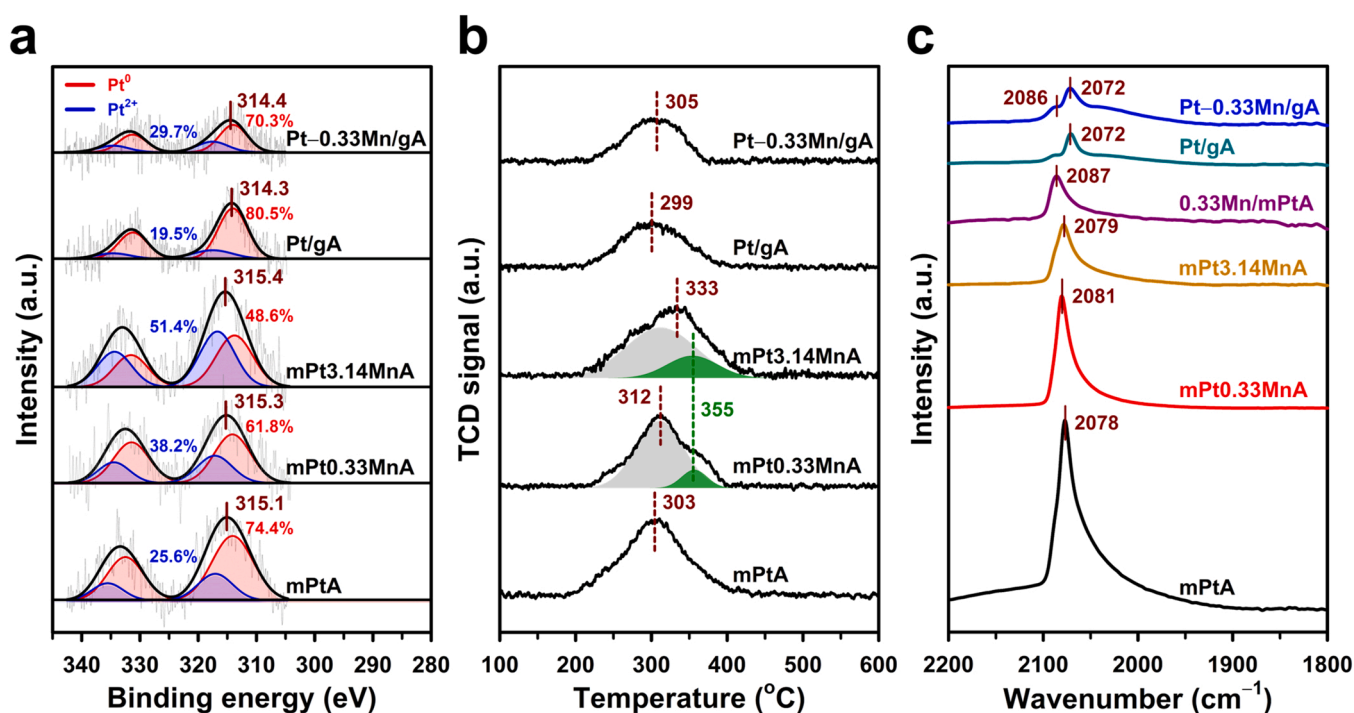 a
Intensity (a.u.)
Pt⁰
Pt²⁺
314.4
29.7%
70.3%
Pt–0.33Mn/gA
314.3
19.5%
80.5%
Pt/gA
315.4
51.4%
48.6%
mPt3.14MnA
315.3
38.2%
61.8%
mPt0.33MnA
315.1
25.6%
74.4%
mPtA
340 330 320 310 300 290 280
Binding energy (eV)
b
TCD signal (a.u.)
305
Pt–0.33Mn/gA
299
Pt/gA
333
mPt3.14MnA
312
355
mPt0.33MnA
303
mPtA
100 200 300 400 500 600
Temperature (°C)
c
Intensity (a.u.)
2086
2072
Pt–0.33Mn/gA
2072
Pt/gA
2087
0.33Mn/mPtA
2079
mPt3.14MnA
2081
mPt0.33MnA
2078
mPtA
2200 2100 2000 1900 1800
Wavenumber (cm⁻¹)